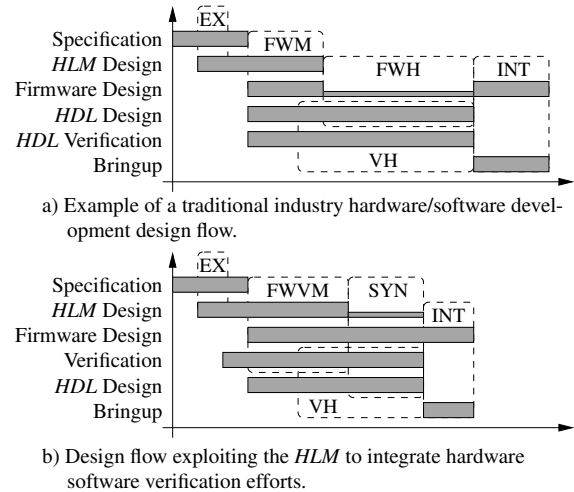 EX
Specification
FWM
HLM Design
FWH
INT
Firmware Design
HDL Design
HDL Verification
VH
Bringup
a) Example of a traditional industry hardware/software devel-
opment design flow.
EX
Specification
FWVM
SYN
HLM Design
INT
Firmware Design
Verification
HDL Design
VH
Bringup
b) Design flow exploiting the HLM to integrate hardware
software verification efforts.